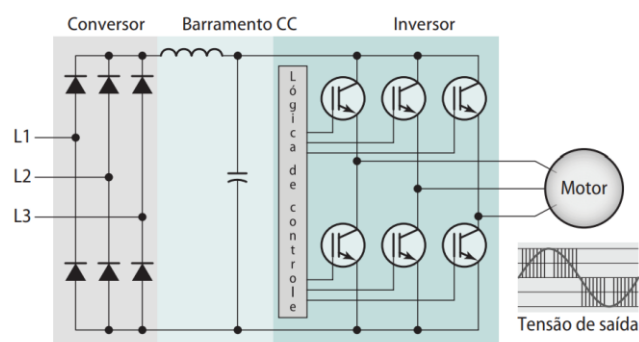 Conversor
Barramento CC
Inversor
L1
L2
L3
Lógica de controle
Motor
Tensão de saída